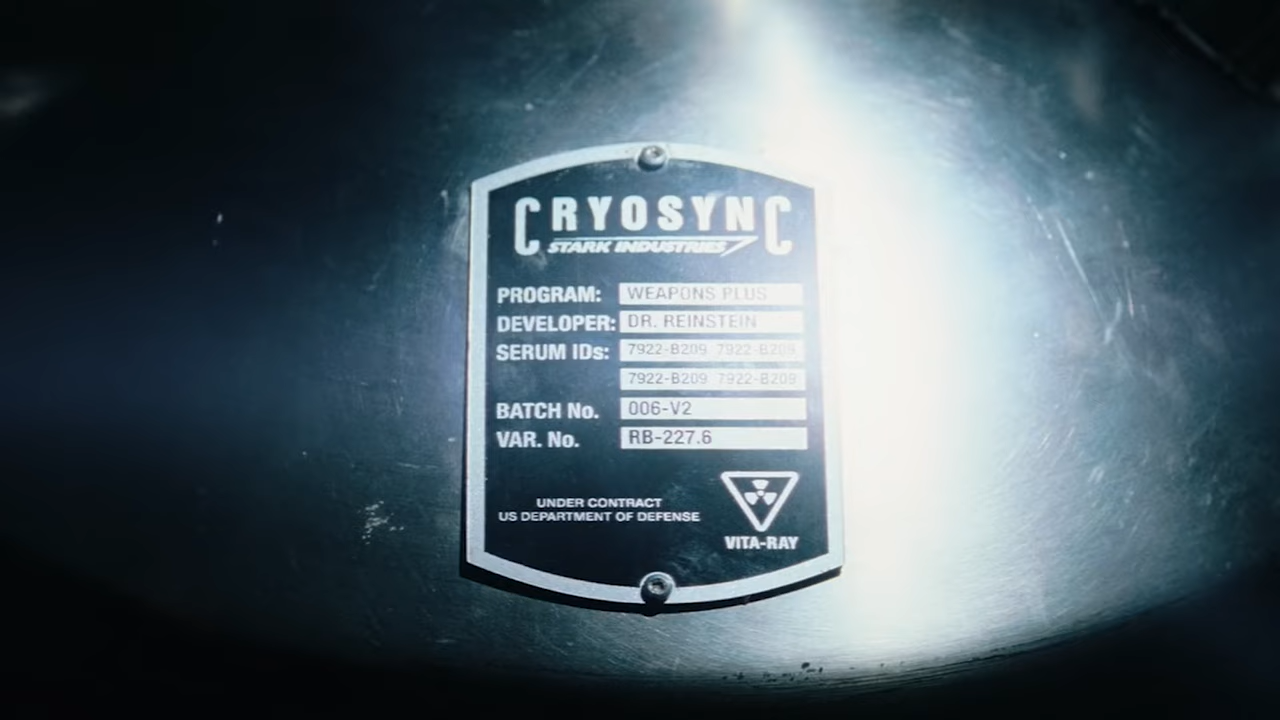 CRYOSYNC
STARK INDUSTRIES
PROGRAM: WEAPONS PLUS
DEVELOPER: DR. REINSTEIN
SERUM IDs: 7922-B209 7922-B209
7922-B209 7922-B209
BATCH No. 006-V2
VAR. No. RB-227.6
UNDER CONTRACT
US DEPARTMENT OF DEFENSE
VITA-RAY